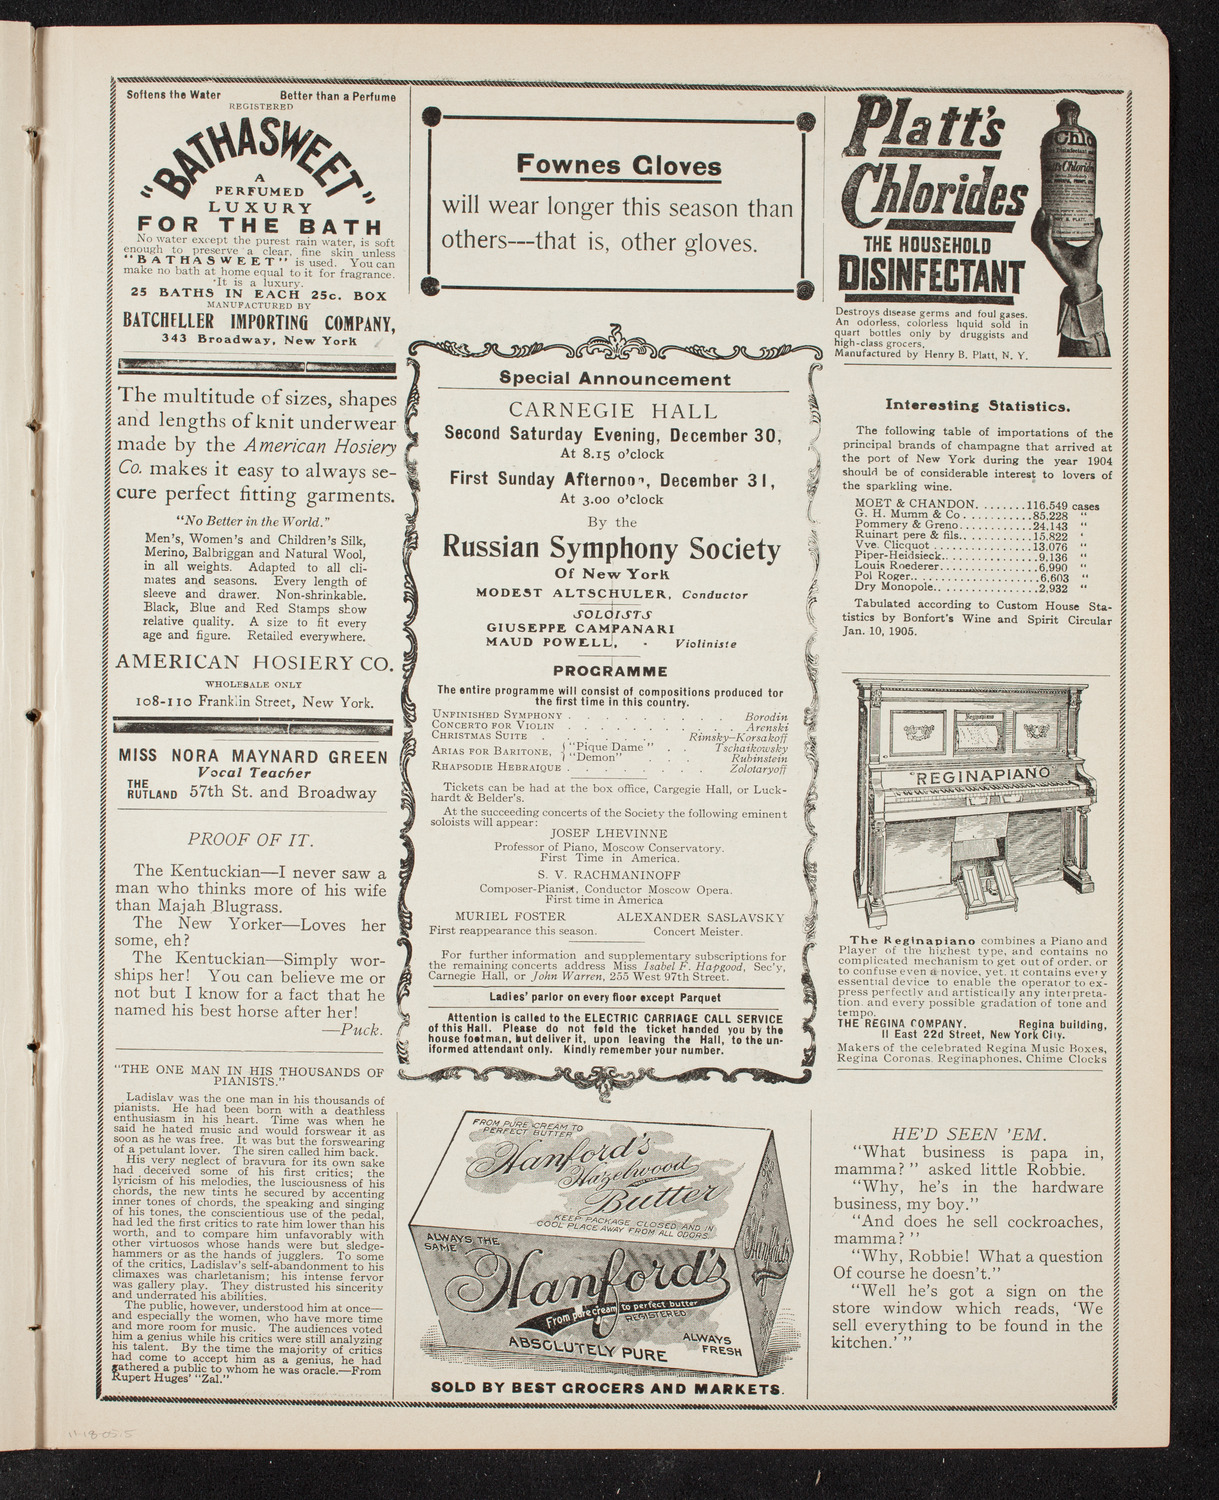 Softens the Water Better than a Perfume
REGISTERED
"BATHASWEET"
A
PERFUMED
LUXURY
FOR THE BATH
No water except the purest rain water, is soft
enough to preserve a clear, fine skin unless
"BATHASWEET" is used. You can
make no bath at home equal to it for fragrance.
It is a luxury.
25 BATHS IN EACH 25c. BOX
MANUFACTURED BY
BATCHELLER IMPORTING COMPANY,
343 Broadway, New York
The multitude of sizes, shapes
and lengths of knit underwear
made by the American Hosiery
Co. makes it easy to always se-
cure perfect fitting garments.
"No Better in the World."
Men's, Women's and Children's Silk,
Merino, Balbriggan and Natural Wool,
in all weights. Adapted to all cli-
mates and seasons. Every length of
sleeve and drawer. Non-shrinkable.
Black, Blue and Red Stamps show
relative quality. A size to fit every
age and figure. Retailed everywhere.
AMERICAN HOSIERY CO.
WHOLESALE ONLY
108-110 Franklin Street, New York.
MISS NORA MAYNARD GREEN
Vocal Teacher
THE RUTLAND 57th St. and Broadway
PROOF OF IT.
The Kentuckian—I never saw a
man who thinks more of his wife
than Majah Blugrass.
The New Yorker—Loves her
some, eh?
The Kentuckian—Simply wor-
ships her! You can believe me or
not but I know for a fact that he
named his best horse after her!
—Puck.
"THE ONE MAN IN HIS THOUSANDS OF
PIANISTS."
Ladislav was the one man in his thousands of
pianists. He had been born with a deathless
enthusiasm in his heart. Time was when he
said he hated music and would forswear it as
soon as he was free. It was but the forswearing
of a petulant lover. The siren called him back.
His very neglect of bravura for its own sake
had deceived some of his first critics; the
lyricism of his melodies, the lusciousness of his
chords, the new tints he secured by accenting
inner tones of chords, the speaking and singing
of his tones, the conscientious use of the pedal,
had led the first critics to rate him lower than his
worth, and to compare him unfavorably with
other virtuosos whose hands were but sledge-
hammers or as the hands of jugglers. To some
of the critics, Ladislav's self-abandonment to his
climaxes was charletanism; his intense fervor
was gallery play. They distrusted his sincerity
and underrated his abilities.
The public, however, understood him at once—
and especially the women, who have more time
and more room for music. The audiences voted
him a genius while his critics were still analyzing
his talent. By the time the majority of critics
had come to accept him as a genius, he had
gathered a public to whom he was oracle.—From
Rupert Huges' "Zal."
Fownes Gloves
will wear longer this season than
others---that is, other gloves.
Special Announcement
CARNEGIE HALL
Second Saturday Evening, December 30,
At 8.15 o'clock
First Sunday Afternoon, December 31,
At 3.00 o'clock
By the
Russian Symphony Society
Of New York
MODEST ALTSCHULER, Conductor
SOLOISTS
GIUSEPPE CAMPANARI
MAUD POWELL, - Violiniste
PROGRAMME
The entire programme will consist of compositions produced for
the first time in this country.
UNFINISHED SYMPHONY . . . . . . . . Borodin
CONCERTO FOR VIOLIN . . . . . . . . Arenski
CHRISTMAS SUITE . . . . . . Rimsky-Korsakoff
ARIAS FOR BARITONE, { "Pique Dame" . . . Tschaikowsky
"Demon" . . . Rubinstein
RHAPSODIE HEBRAIQUE . . . . . . . Zolotaryoff
Tickets can be had at the box office, Cargegie Hall, or Luck-
hardt & Belder's.
At the succeeding concerts of the Society the following eminent
soloists will appear:
JOSEF LHEVINNE
Professor of Piano, Moscow Conservatory.
First Time in America.
S. V. RACHMANINOFF
Composer-Pianist, Conductor Moscow Opera.
First time in America
MURIEL FOSTER ALEXANDER SASLAVSKY
First reappearance this season. Concert Meister.
For further information and supplementary subscriptions for
the remaining concerts address Miss Isabel F. Hapgood, Sec'y,
Carnegie Hall, or John Warren, 255 West 97th Street.
Ladies' parlor on every floor except Parquet
Attention is called to the ELECTRIC CARRIAGE CALL SERVICE
of this Hall. Please do not fold the ticket handed you by the
house footman, but deliver it, upon leaving the Hall, to the un-
iformed attendant only. Kindly remember your number.
FROM PURE CREAM TO
PERFECT BUTTER
Hanford's
Hazelwood
Butter
KEEP PACKAGE CLOSED AND IN
COOL PLACE AWAY FROM ALL ODORS.
ALWAYS THE
SAME
Hanford's
From pure cream to perfect butter
REGISTERED
ABSOLUTELY PURE
ALWAYS
FRESH
Hanford's
SOLD BY BEST GROCERS AND MARKETS.
Platt's
Chlorides
THE HOUSEHOLD
DISINFECTANT
Destroys disease germs and foul gases.
An odorless, colorless liquid sold in
quart bottles only by druggists and
high-class grocers.
Manufactured by Henry B. Platt, N. Y.
Interesting Statistics.
The following table of importations of the
principal brands of champagne that arrived at
the port of New York during the year 1904
should be of considerable interest to lovers of
the sparkling wine.
MOET & CHANDON........116.549 cases
G. H. Mumm & Co..........85,228 "
Pommery & Greno............24,143 "
Ruinart pere & fils............15,822 "
Vve. Clicquot................13,076 "
Piper-Heidsieck..............9,136 "
Louis Roederer..............6,990 "
Pol Roger....................6,603 "
Dry Monopole................2,932 "
Tabulated according to Custom House Sta-
tistics by Bonfort's Wine and Spirit Circular
Jan. 10, 1905.
Reginapiano
REGINAPIANO
The Reginapiano combines a Piano and
Player of the highest type, and contains no
complicated mechanism to get out of order, or
to confuse even a novice, yet, it contains every
essential device to enable the operator to ex-
press perfectly and artistically any interpreta-
tion and every possible gradation of tone and
tempo.
THE REGINA COMPANY, Regina building,
11 East 22d Street, New York City.
Makers of the celebrated Regina Music Boxes,
Regina Coronas, Reginaphones, Chime Clocks
HE'D SEEN 'EM.
"What business is papa in,
mamma?" asked little Robbie.
"Why, he's in the hardware
business, my boy."
"And does he sell cockroaches,
mamma?"
"Why, Robbie! What a question
Of course he doesn't."
"Well he's got a sign on the
store window which reads, 'We
sell everything to be found in the
kitchen.'"
11-18-05.5